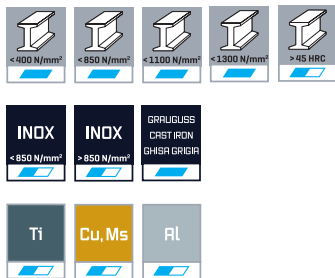 <400 N/mm² <850 N/mm² <1100 N/mm² <1300 N/mm² >45 HRC
INOX INOX GRAUGUSS
CAST IRON
GHISA GRIGIA
<850 N/mm² >850 N/mm²
Ti Cu, Ms Al